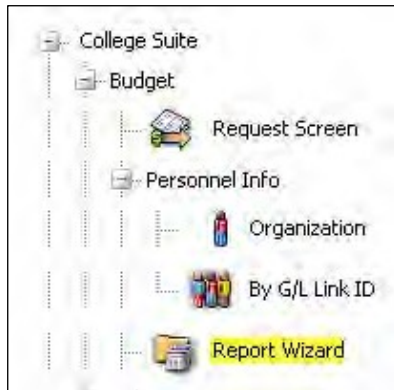 College Suite
Budget
Request Screen
Personnel Info
Organization
By G/L Link ID
Report Wizard